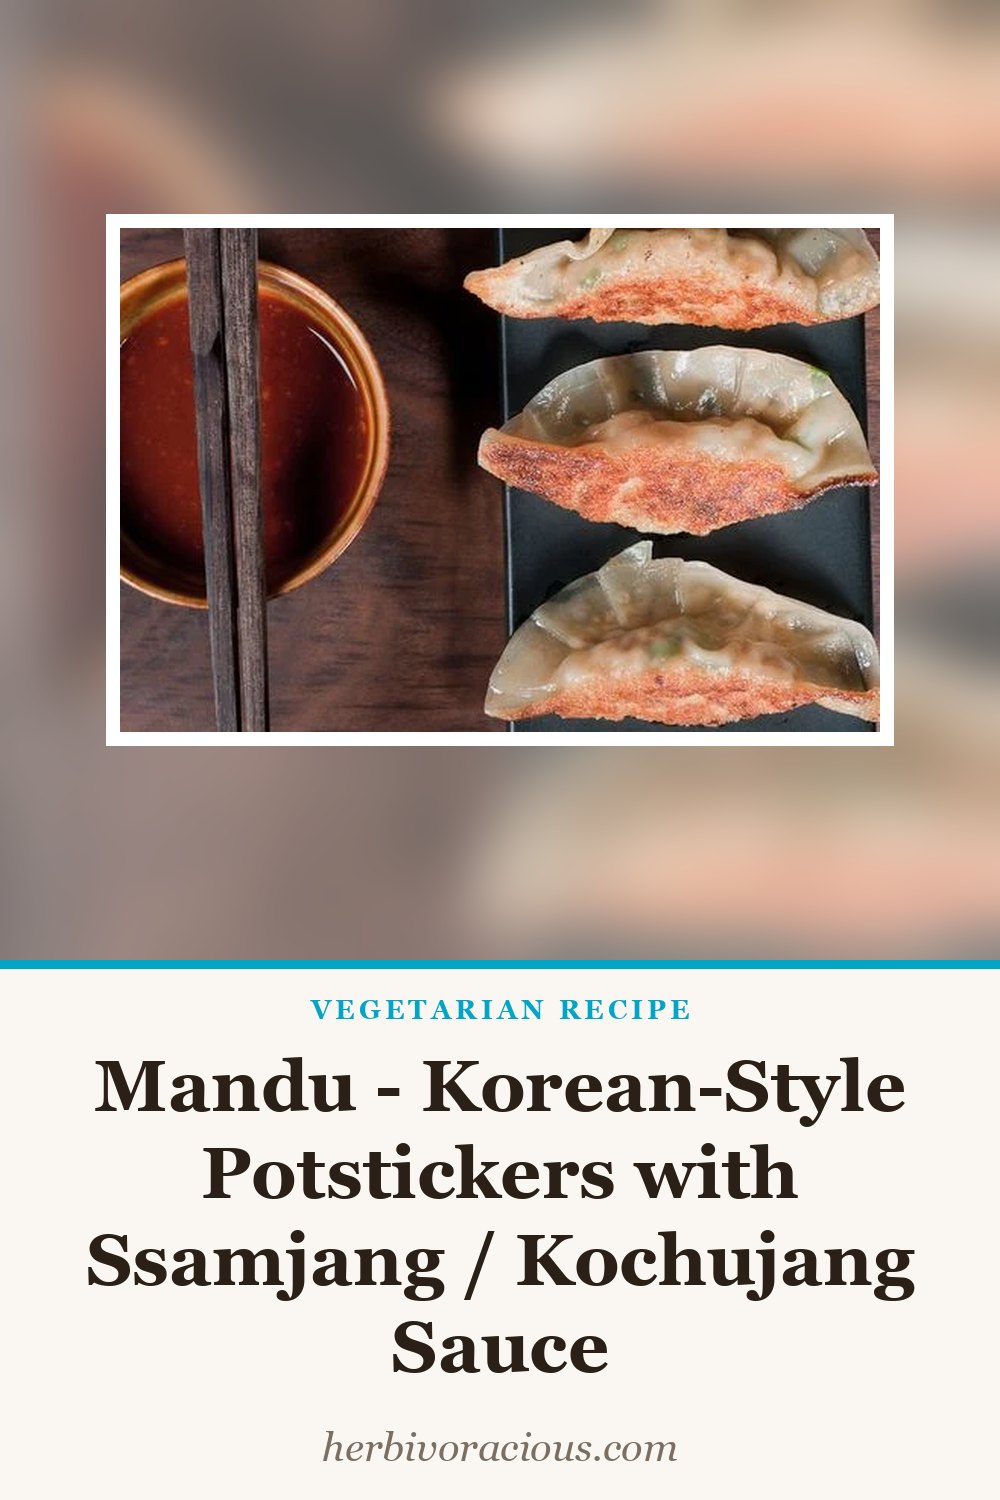 VEGETARIAN RECIPE
Mandu - Korean-Style
Potstickers with
Ssamjang / Kochujang
Sauce
herbivoracious.com